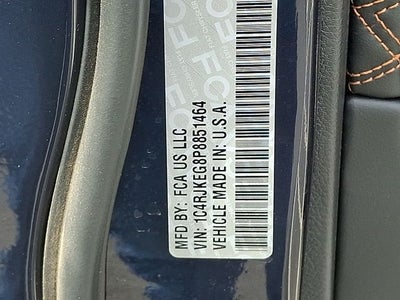 MFD BY: FCA US LLC
VIN: 1C4RJKEG8P8851464
VEHICLE MADE IN: U.S.A.